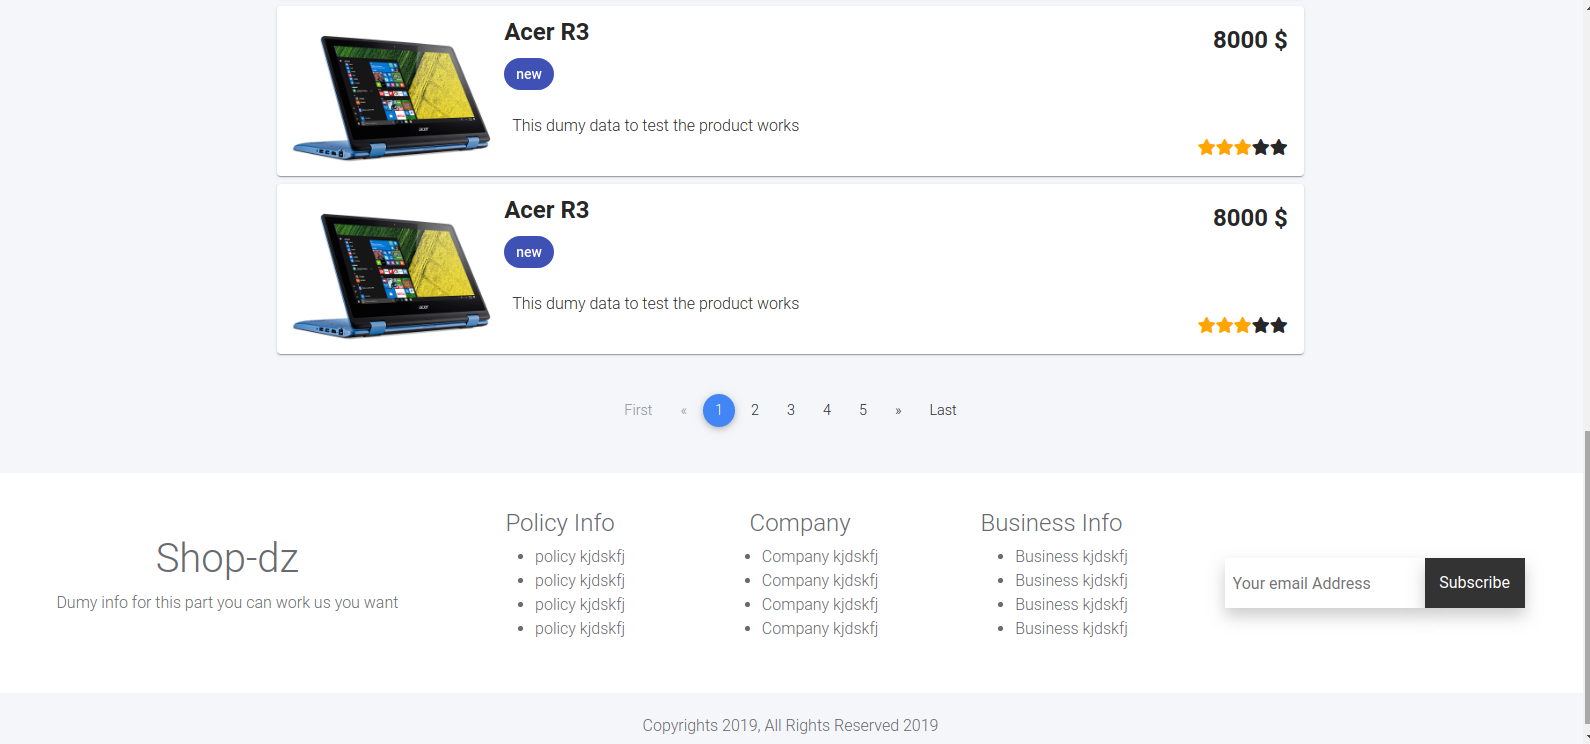 Acer R3
8000 $
new
This dumy data to test the product works
Acer R3
8000 $
new
This dumy data to test the product works
First « 1 2 3 4 5 » Last
Shop-dz
Dumy info for this part you can work us you want
Policy Info
policy kjdskfj
policy kjdskfj
policy kjdskfj
policy kjdskfj
Company
Company kjdskfj
Company kjdskfj
Company kjdskfj
Company kjdskfj
Business Info
Business kjdskfj
Business kjdskfj
Business kjdskfj
Business kjdskfj
Your email Address
Subscribe
Copyrights 2019, All Rights Reserved 2019